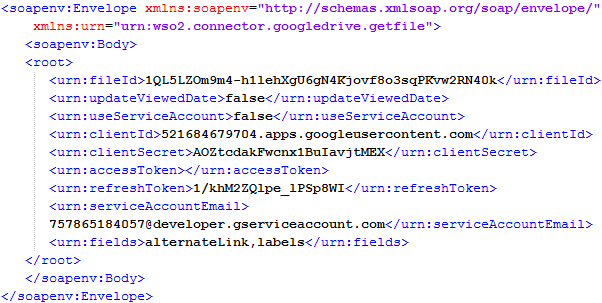 <soapenv:Envelope xmlns:soapenv="http://schemas.xmlsoap.org/soap/envelope/"
xmlns:urn="urn:wso2.connector.googledrive.getfile">
<soapenv:Body>
<root>
<urn:fileId>1QL5LZOm9m4-h1lehXgU6gN4Kjovf8o3sqPKvw2RN40k</urn:fileId>
<urn:updateViewedDate>false</urn:updateViewedDate>
<urn:useServiceAccount>false</urn:useServiceAccount>
<urn:clientId>521684679704.apps.googleusercontent.com</urn:clientId>
<urn:clientSecret>AOZtcdakFwcnx1BuIavjtMEX</urn:clientSecret>
<urn:accessToken></urn:accessToken>
<urn:refreshToken>1/khM2ZQlpe_lPSp8WI</urn:refreshToken>
<urn:serviceAccountEmail>
757865184057@developer.gserviceaccount.com</urn:serviceAccountEmail>
<urn:fields>alternateLink,labels</urn:fields>
</root>
</soapenv:Body>
</soapenv:Envelope>